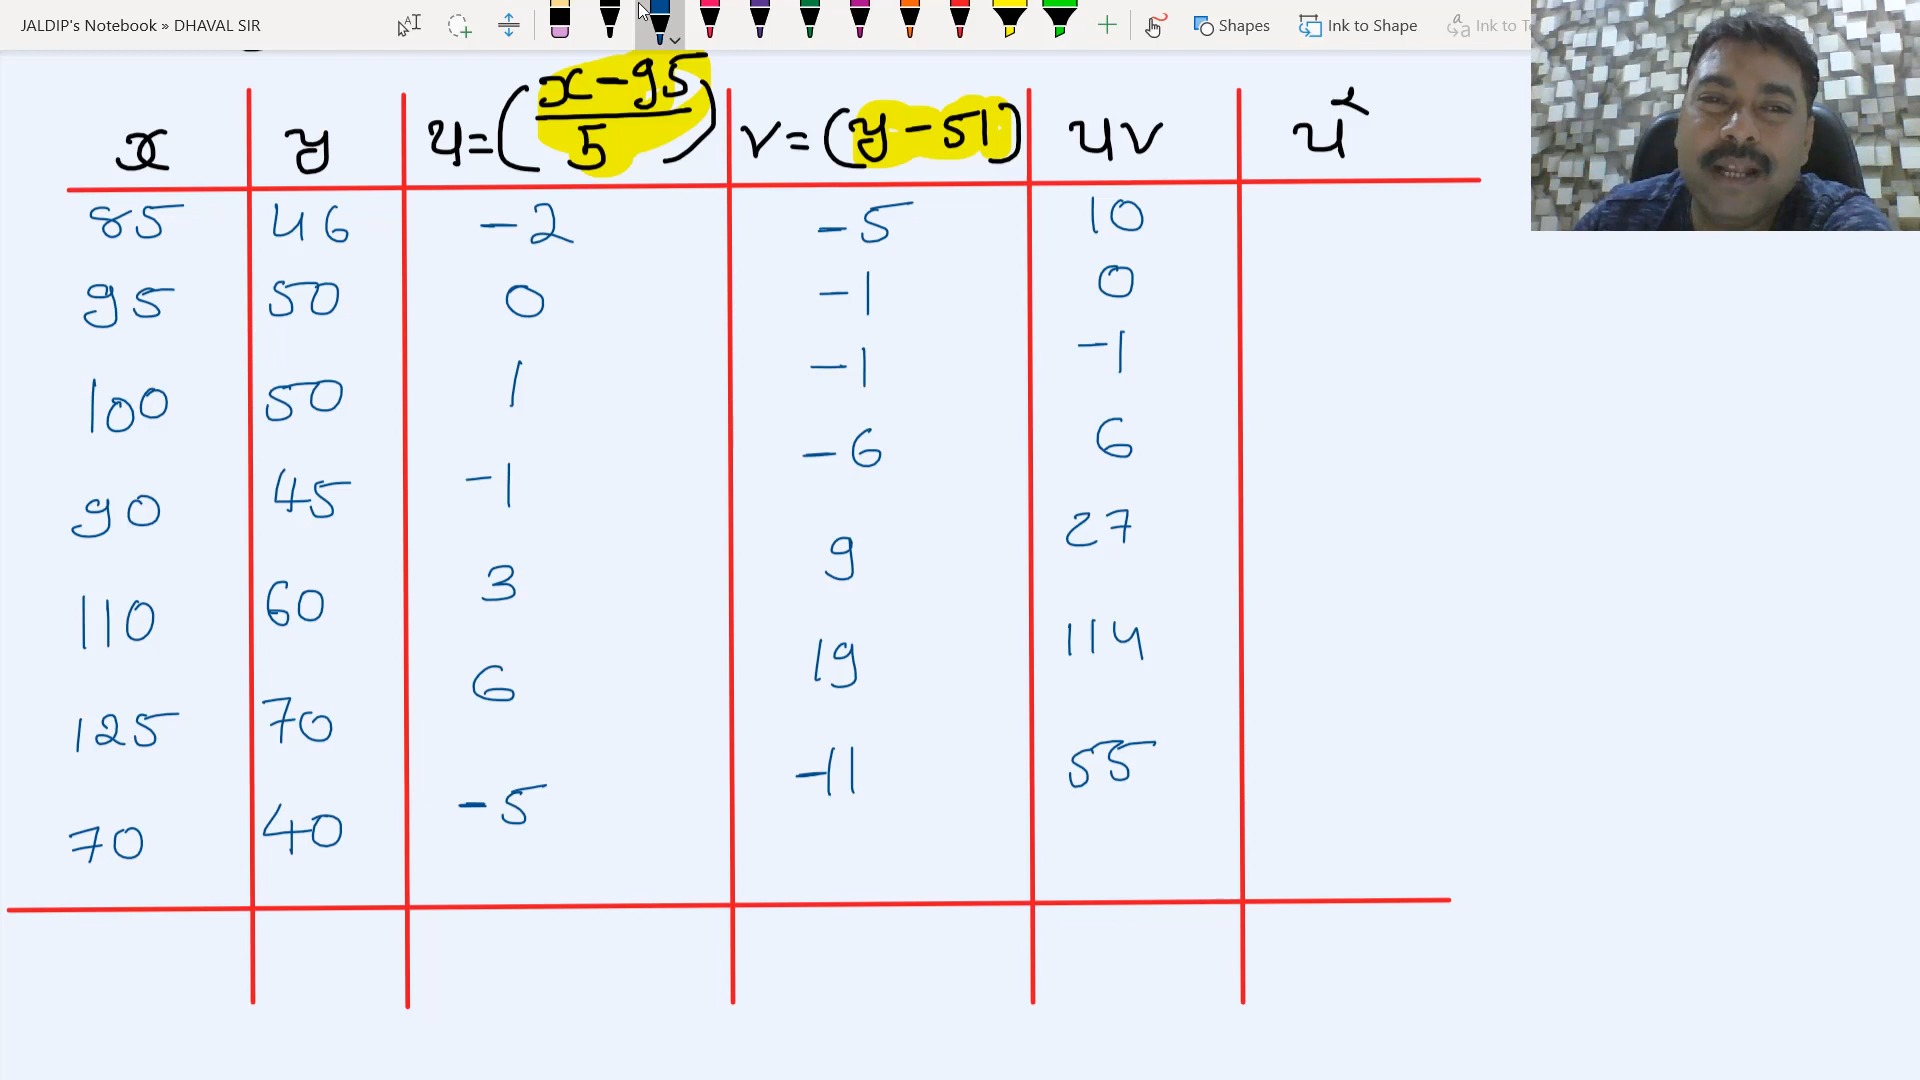 JALDIP's Notebook » DHAVAL SIR
Shapes Ink to Shape Ink to
x y u=(x-95/5) v=(y-51) uv u²
85 46 -2 -5 10
95 50 0 -1 0
100 50 1 -1 -1
90 45 -1 -6 6
110 60 3 9 27
125 70 6 19 114
70 40 -5 -11 55